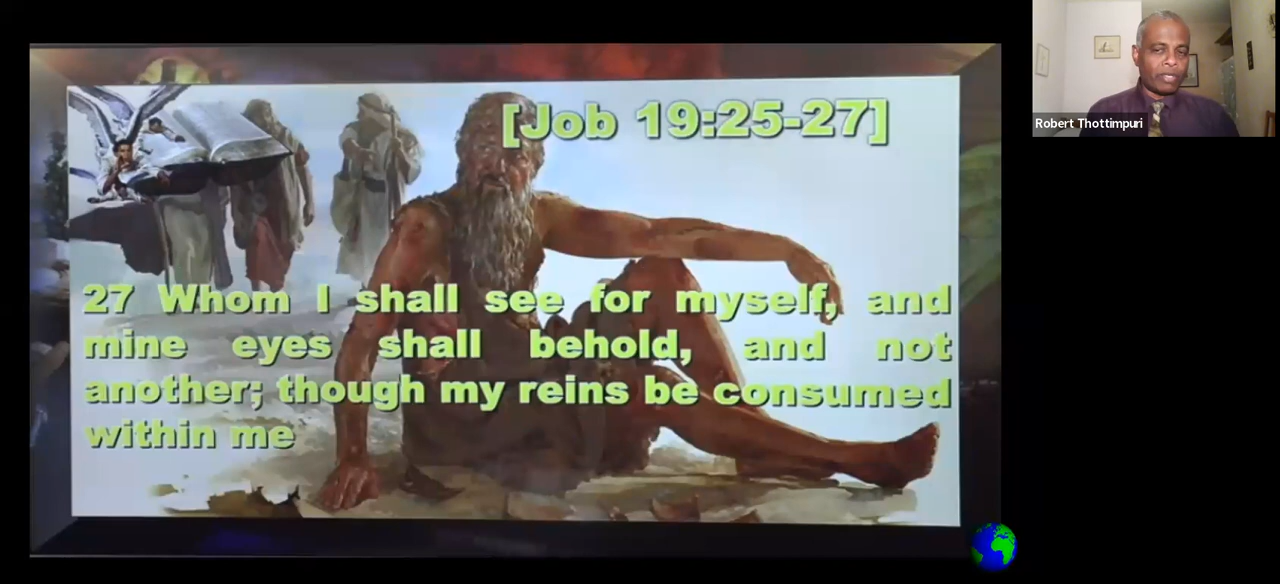 [Job 19:25-27]
27 Whom I shall see for myself, and
mine eyes shall behold, and not
another; though my reins be consumed
within me
Robert Thottimpuri